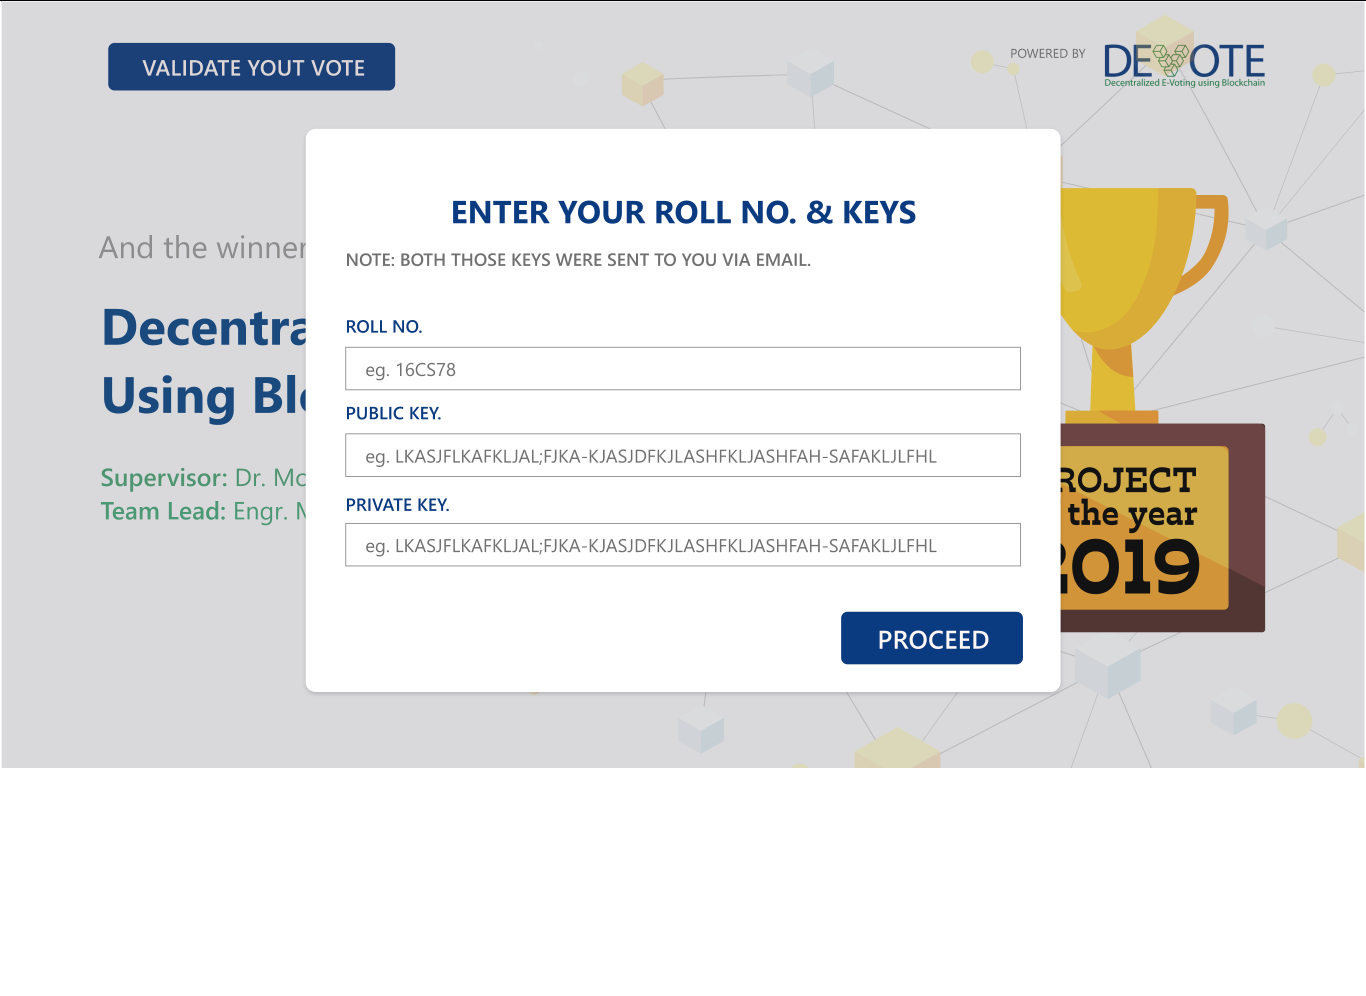 VALIDATE YOUT VOTE
POWERED BY
DEVOTE
Decentralized E-Voting using Blockchain
And the winner
Decentra
Using Bl
Supervisor: Dr.
Team Lead: Engr.
ENTER YOUR ROLL NO. & KEYS
NOTE: BOTH THOSE KEYS WERE SENT TO YOU VIA EMAIL.
ROLL NO.
eg. 16CS78
PUBLIC KEY.
eg. LKASJFLKAFKLJAL;FJKA-KJASJDFKJLASHFKLJASHFAH-SAFAKLJLFHL
PRIVATE KEY.
eg. LKASJFLKAFKLJAL;FJKA-KJASJDFKJLASHFKLJASHFAH-SAFAKLJLFHL
PROCEED
ROJECT
the year
2019